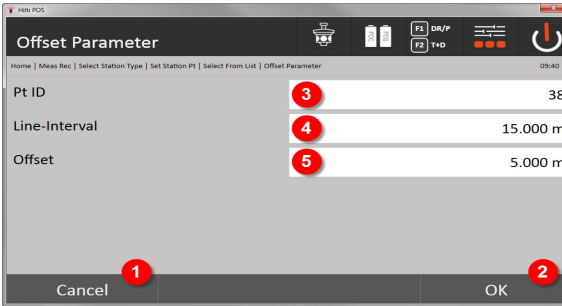 Hilti POS
Offset Parameter
POC
POS
F1 DR/P
F2 T+D
Home | Meas Rec | Select Station Type | Set Station Pt | Select From List | Offset Parameter
09:40
Pt ID
3
38
Line-Interval
4
15.000 m
Offset
5
5.000 m
1
2
Cancel
OK